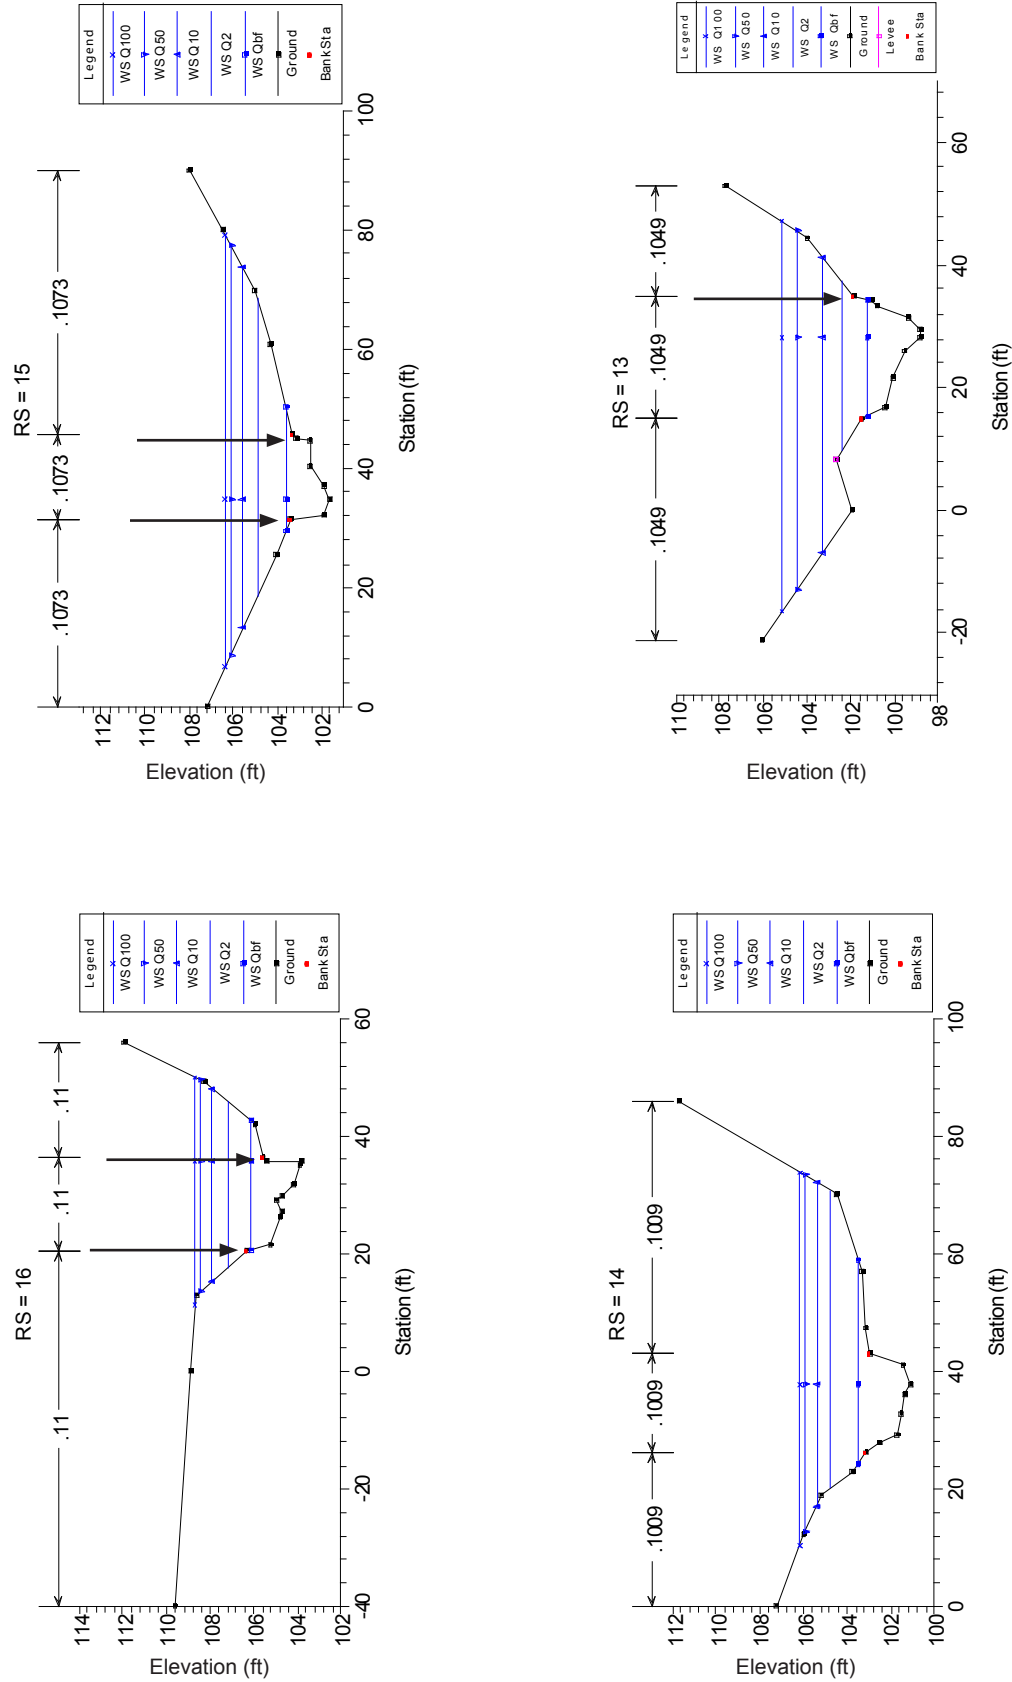 RS = 16
.11
.11
.11
Legend
WS Q100
WS Q50
WS Q10
WS Q2
WS Qbf
Ground
Bank Sta
114
112
110
108
106
104
102
Elevation (ft)
-40
-20
0
20
40
60
Station (ft)
RS = 15
.1073
.1073
.1073
Legend
WS Q100
WS Q50
WS Q10
WS Q2
WS Qbf
Ground
Bank Sta
112
110
108
106
104
102
Elevation (ft)
0
20
40
60
80
100
Station (ft)
RS = 14
.1009
.1009
.1009
Legend
WS Q100
WS Q50
WS Q10
WS Q2
WS Qbf
Ground
Bank Sta
112
110
108
106
104
102
100
Elevation (ft)
0
20
40
60
80
100
Station (ft)
RS = 13
.1049
.1049
.1049
Legend
WS Q100
WS Q50
WS Q10
WS Q2
WS Qbf
Ground
Levee
Bank Sta
110
108
106
104
102
100
98
Elevation (ft)
-20
0
20
40
60
Station (ft)